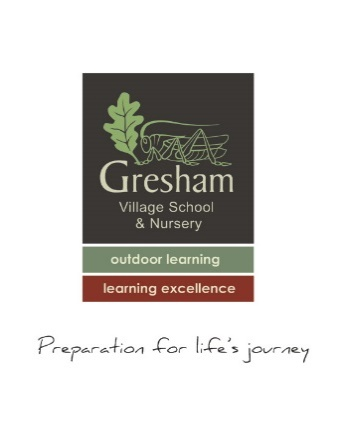 Gresham
Village School
& Nursery
outdoor learning
learning excellence
Preparation for life's journey